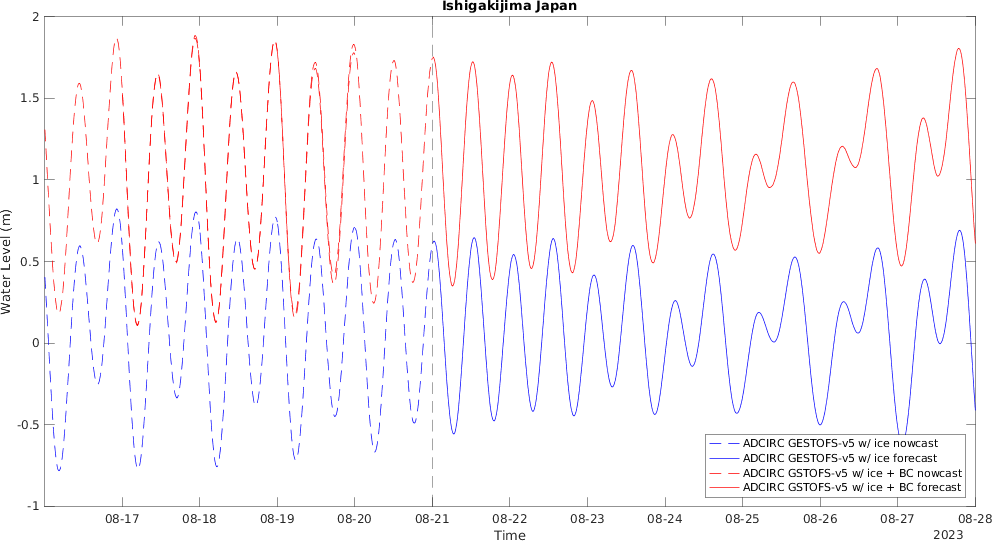 Ishigakijima Japan
2
1.5
1
0.5
0
-0.5
-1
Water Level (m)
ADCIRC GESTOFS-v5 w/ ice nowcast
ADCIRC GESTOFS-v5 w/ ice forecast
ADCIRC GSTOFS-v5 w/ ice + BC nowcast
ADCIRC GSTOFS-v5 w/ ice + BC forecast
08-17 08-18 08-19 08-20 08-21 08-22 08-23 08-24 08-25 08-26 08-27 08-28
Time
2023